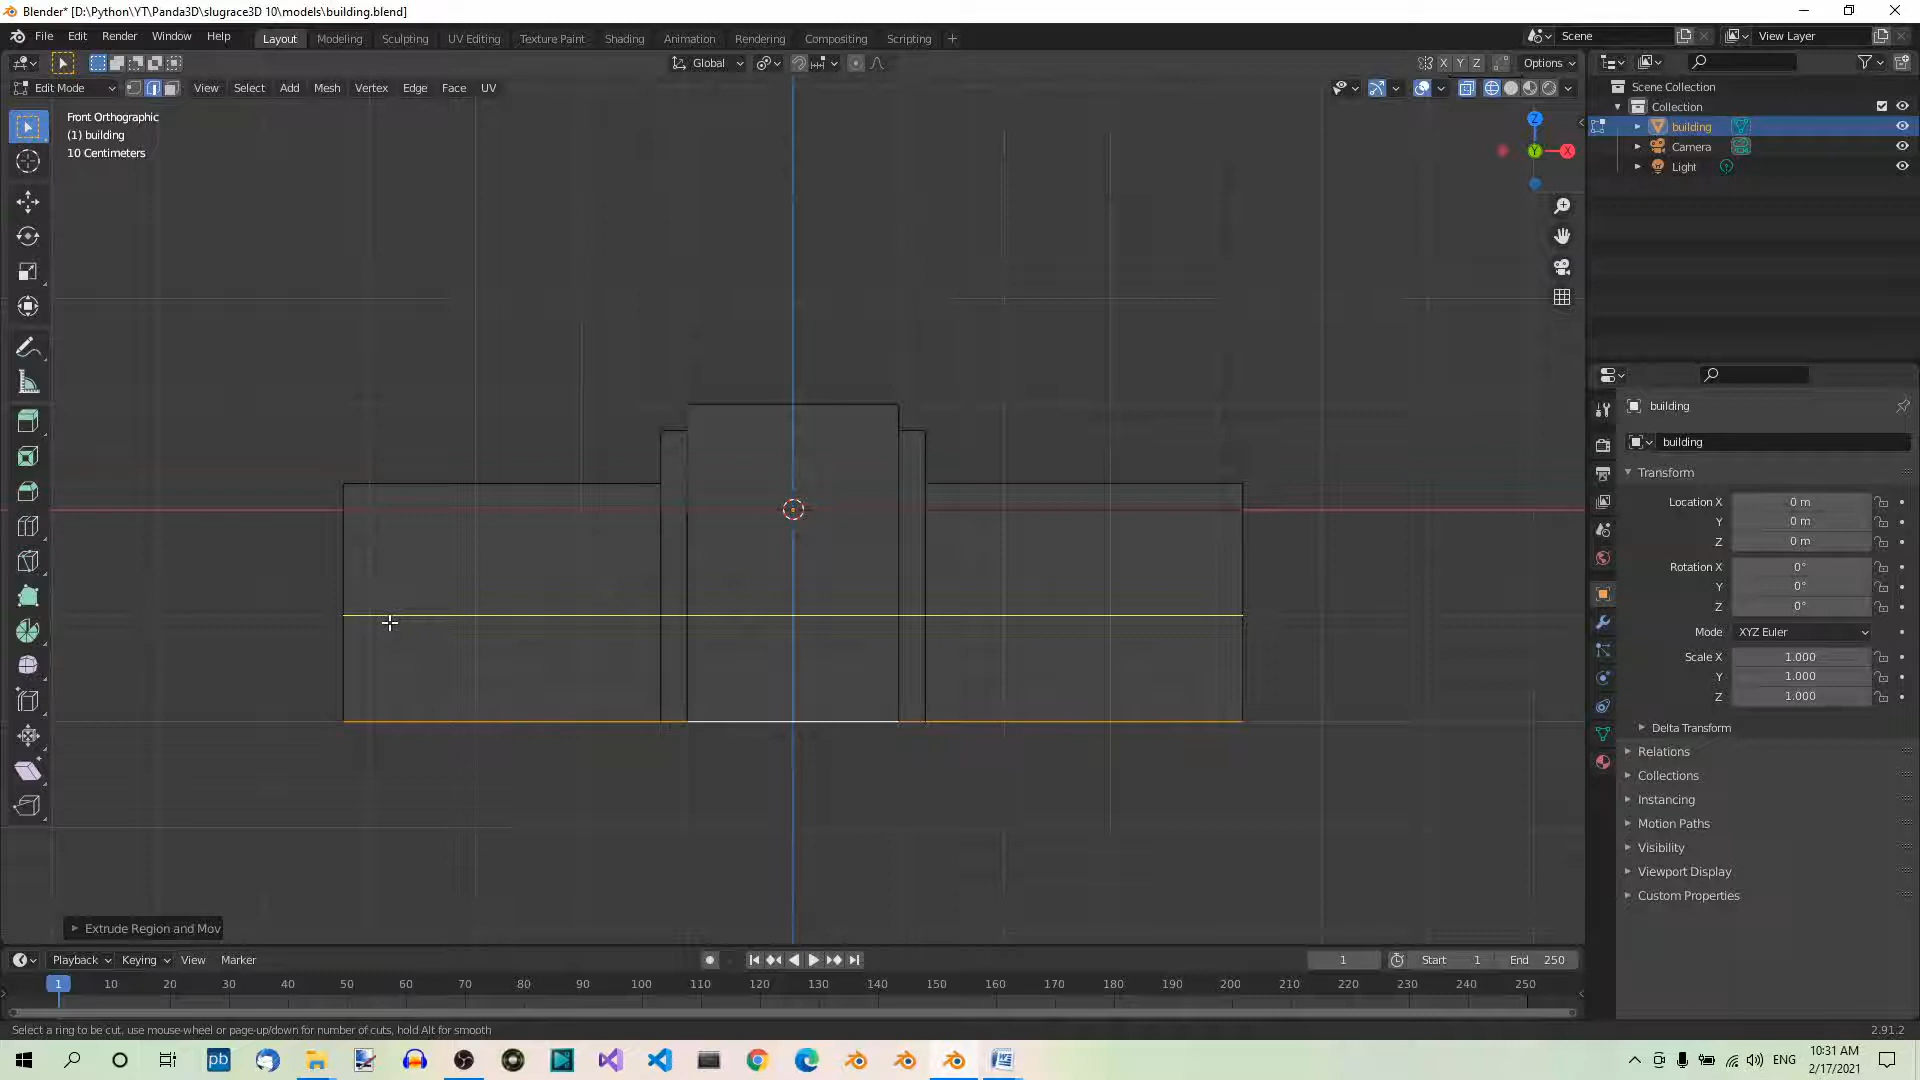 Blender* [D:\Python\YT\Panda3D\slugrace3D 10\models\building.blend]
File Edit Render Window Help
Layout Modeling Sculpting UV Editing Texture Paint Shading Animation Rendering Compositing Scripting
Scene
View Layer
Global
X Y Z
Options
Edit Mode View Select Add Mesh Vertex Edge Face UV
Front Orthographic
(1) building
10 Centimeters
Z
Y
X
Scene Collection
Collection
building
Camera
Light
building
building
Transform
Location X 0 m
Y 0 m
Z 0 m
Rotation X 0°
Y 0°
Z 0°
Mode XYZ Euler
Scale X 1.000
Y 1.000
Z 1.000
Delta Transform
Relations
Collections
Instancing
Motion Paths
Visibility
Viewport Display
Custom Properties
Extrude Region and Mov
Playback Keying View Marker
1
Start 1
End 250
1 10 20 30 40 50 60 70 80 90 100 110 120 130 140 150 160 170 180 190 200 210 220 230 240 250
Select a ring to be cut, use mouse-wheel or page-up/down for number of cuts, hold Alt for smooth
2.91.2
pb
ENG
10:31 AM
2/17/2021